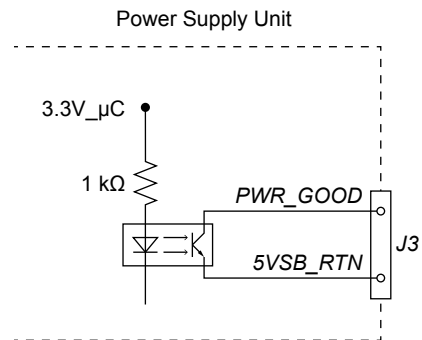 Power Supply Unit
3.3V_µC
1 kΩ
PWR_GOOD
J3
5VSB_RTN